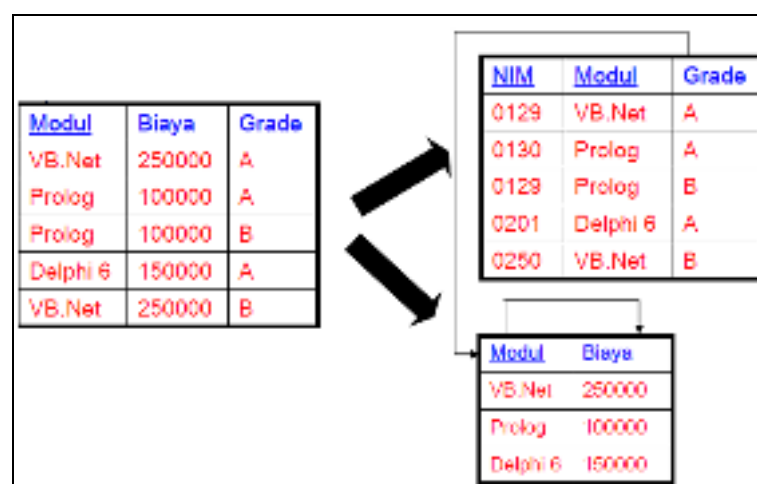 Modul Biaya Grade
VB.Net 250000 A
Prolog 100000 A
Prolog 100000 B
Delphi 6 150000 A
VB.Net 250000 B
NIM Modul Grade
0129 VB.Net A
0130 Prolog A
0129 Prolog B
0201 Delphi 6 A
0250 VB.Net B
Modul Biaya
VB.Net 250000
Prolog 100000
Delphi 6 150000